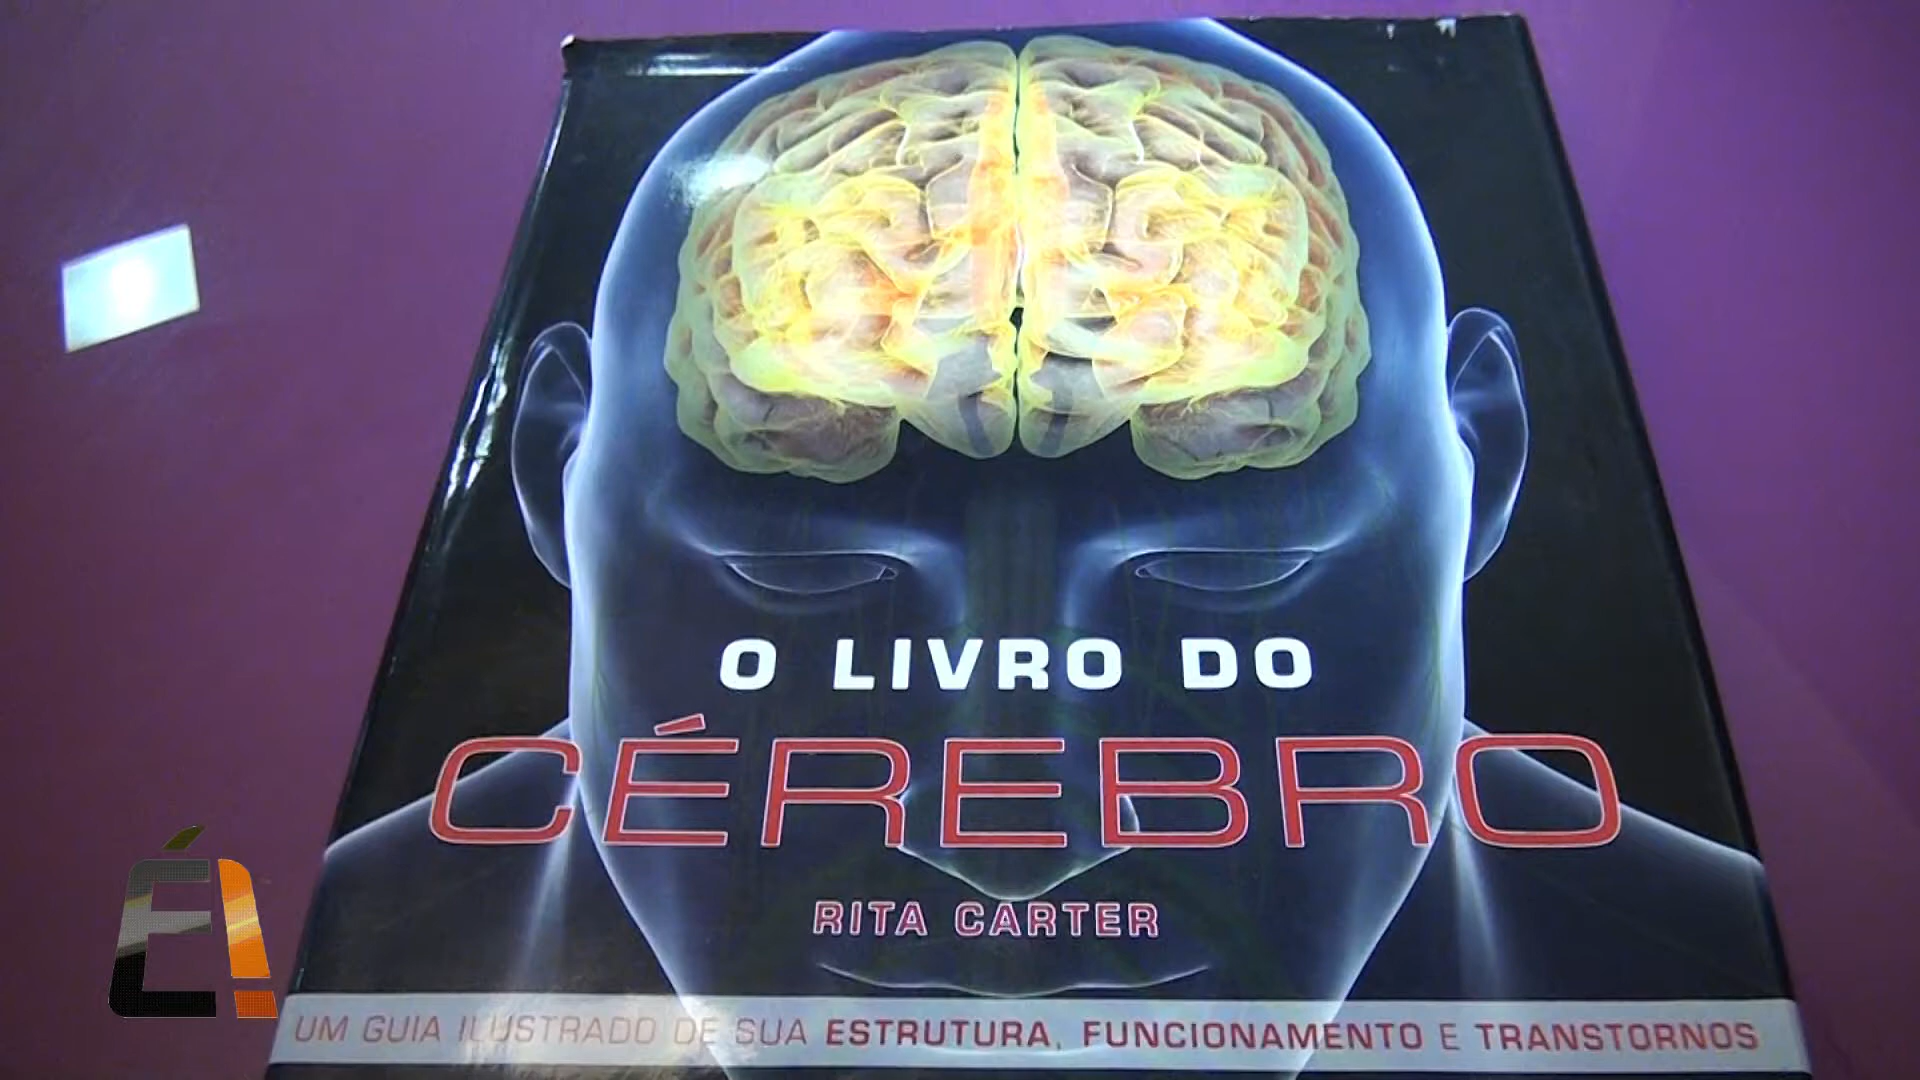 O LIVRO DO
CÉREBRO
RITA CARTER
UM GUIA ILUSTRADO DE SUA ESTRUTURA, FUNCIONAMENTO E TRANSTORNOS
É!